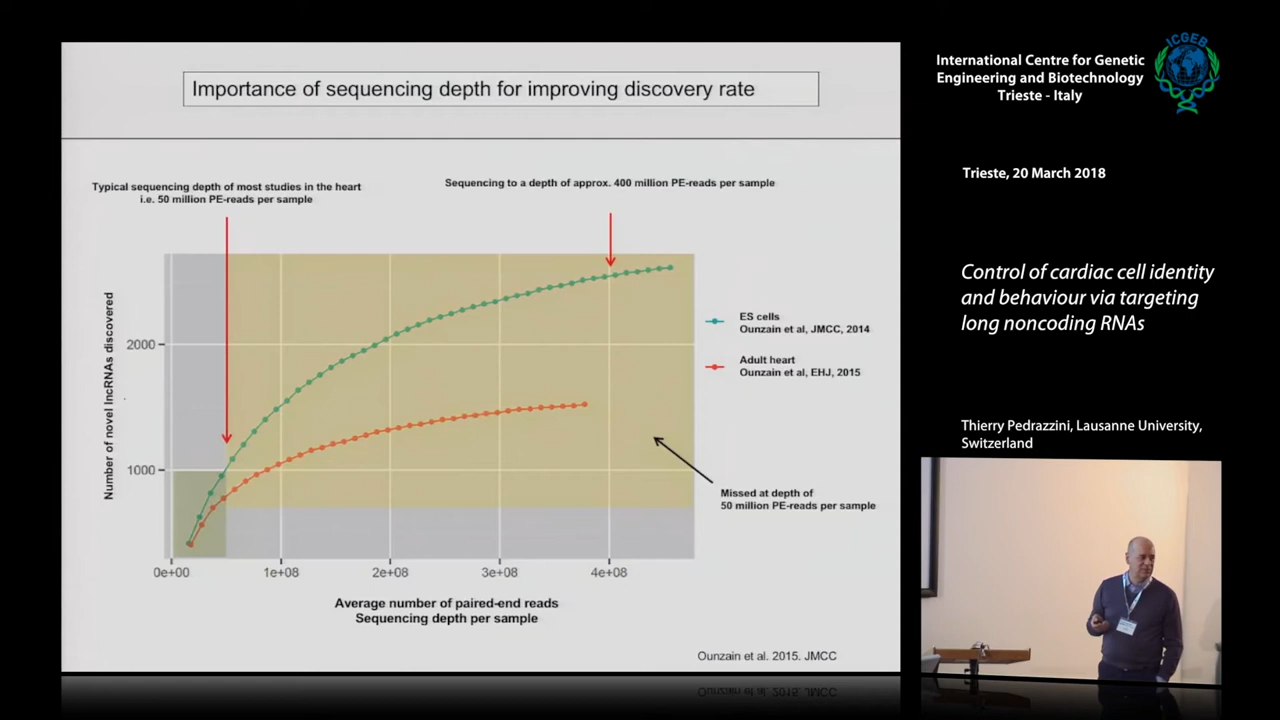 Importance of sequencing depth for improving discovery rate
Typical sequencing depth of most studies in the heart
i.e. 50 million PE-reads per sample
Sequencing to a depth of approx. 400 million PE-reads per sample
Number of novel lncRNAs discovered
2000
1000
0e+00
1e+08
2e+08
3e+08
4e+08
Average number of paired-end reads
Sequencing depth per sample
ES cells
Ounzain et al, JMCC, 2014
Adult heart
Ounzain et al, EHJ, 2015
Missed at depth of
50 million PE-reads per sample
Ounzain et al. 2015. JMCC
International Centre for Genetic
Engineering and Biotechnology
Trieste - Italy
ICGEB
Trieste, 20 March 2018
Control of cardiac cell identity
and behaviour via targeting
long noncoding RNAs
Thierry Pedrazzini, Lausanne University,
Switzerland